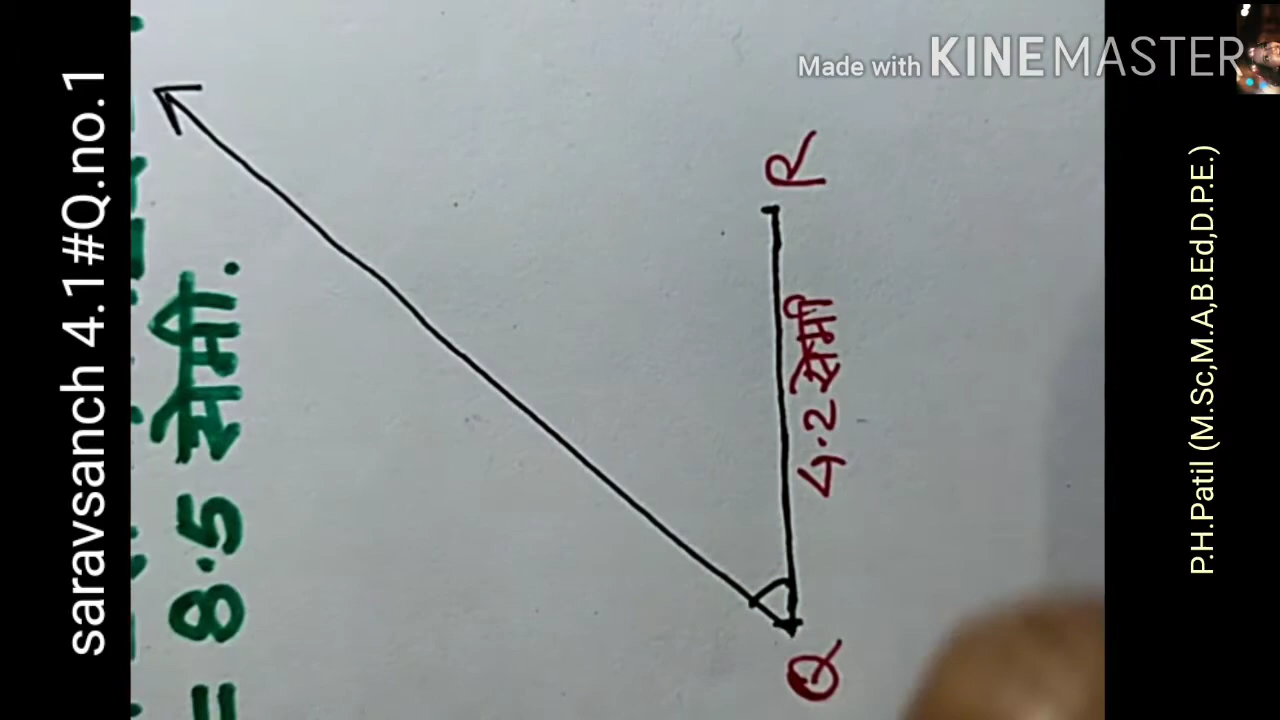 saravsanch 4.1#Q.no.1
= 8.5 सेमी.
R
4.2 सेमी
Q
Made with KINEMASTER
P.H.Patil (M.Sc,M.A,B.Ed,D.P.E.)